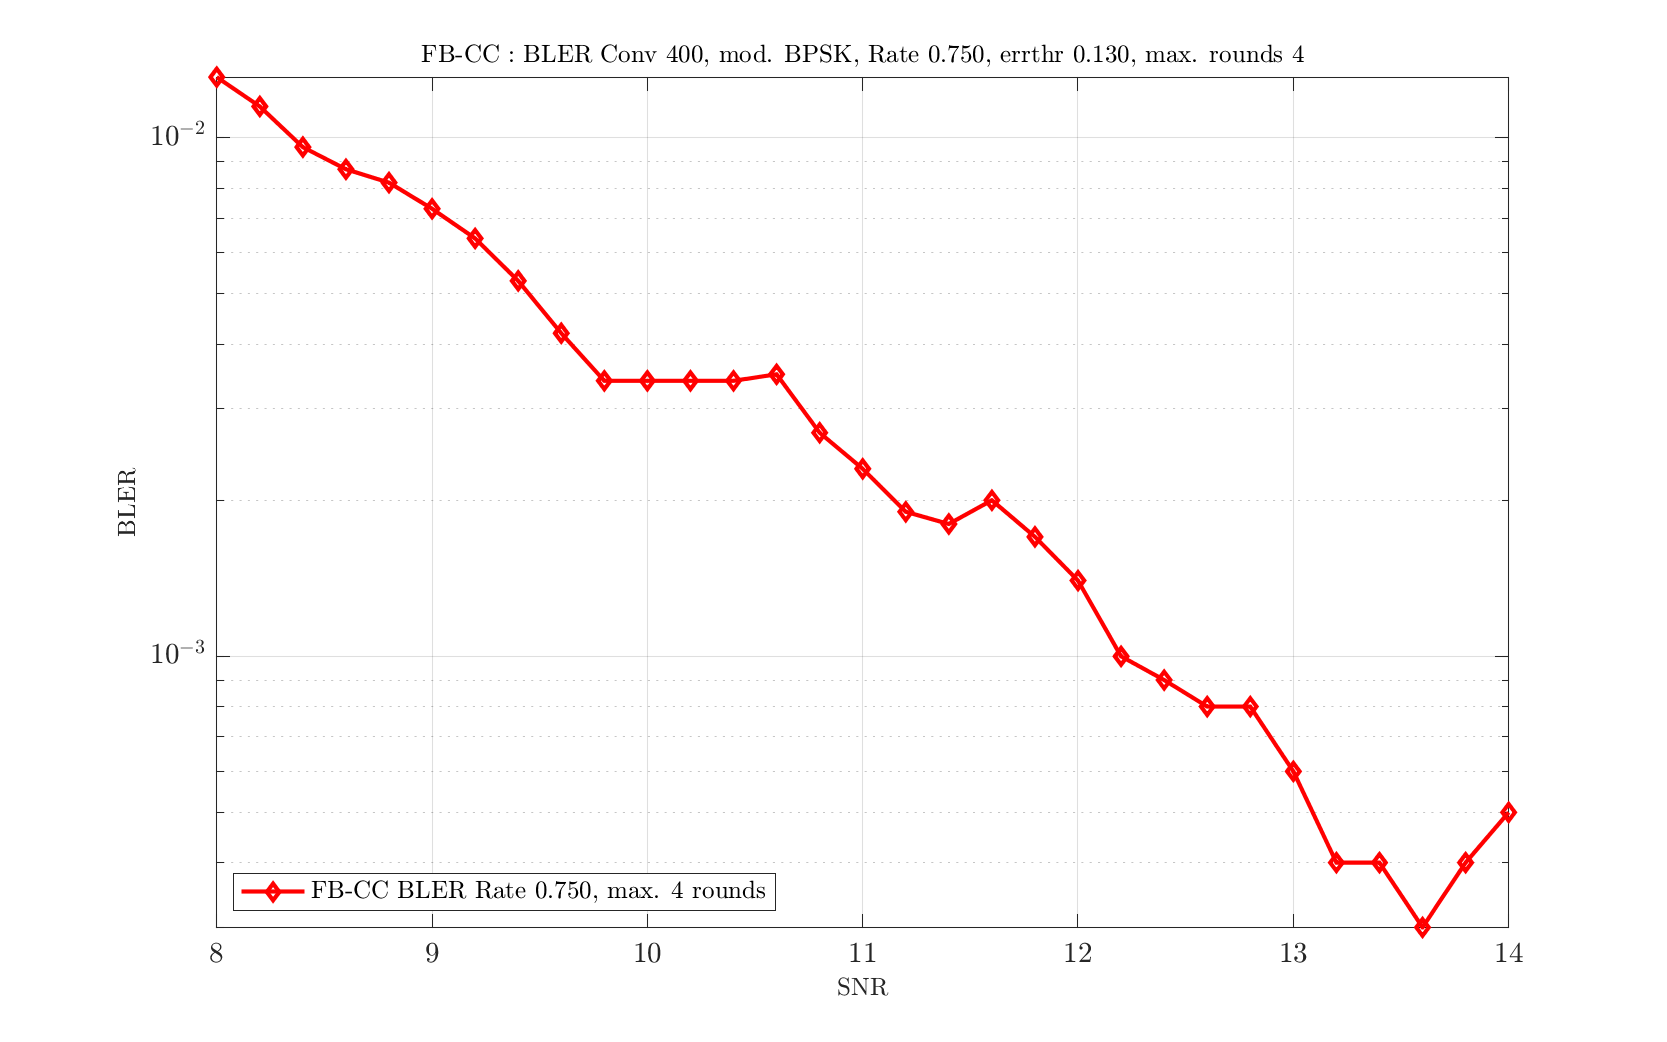 FB-CC : BLER Conv 400, mod. BPSK, Rate 0.750, errthr 0.130, max. rounds 4
10⁻²
BLER
10⁻³
FB-CC BLER Rate 0.750, max. 4 rounds
8 9 10 11 12 13 14
SNR